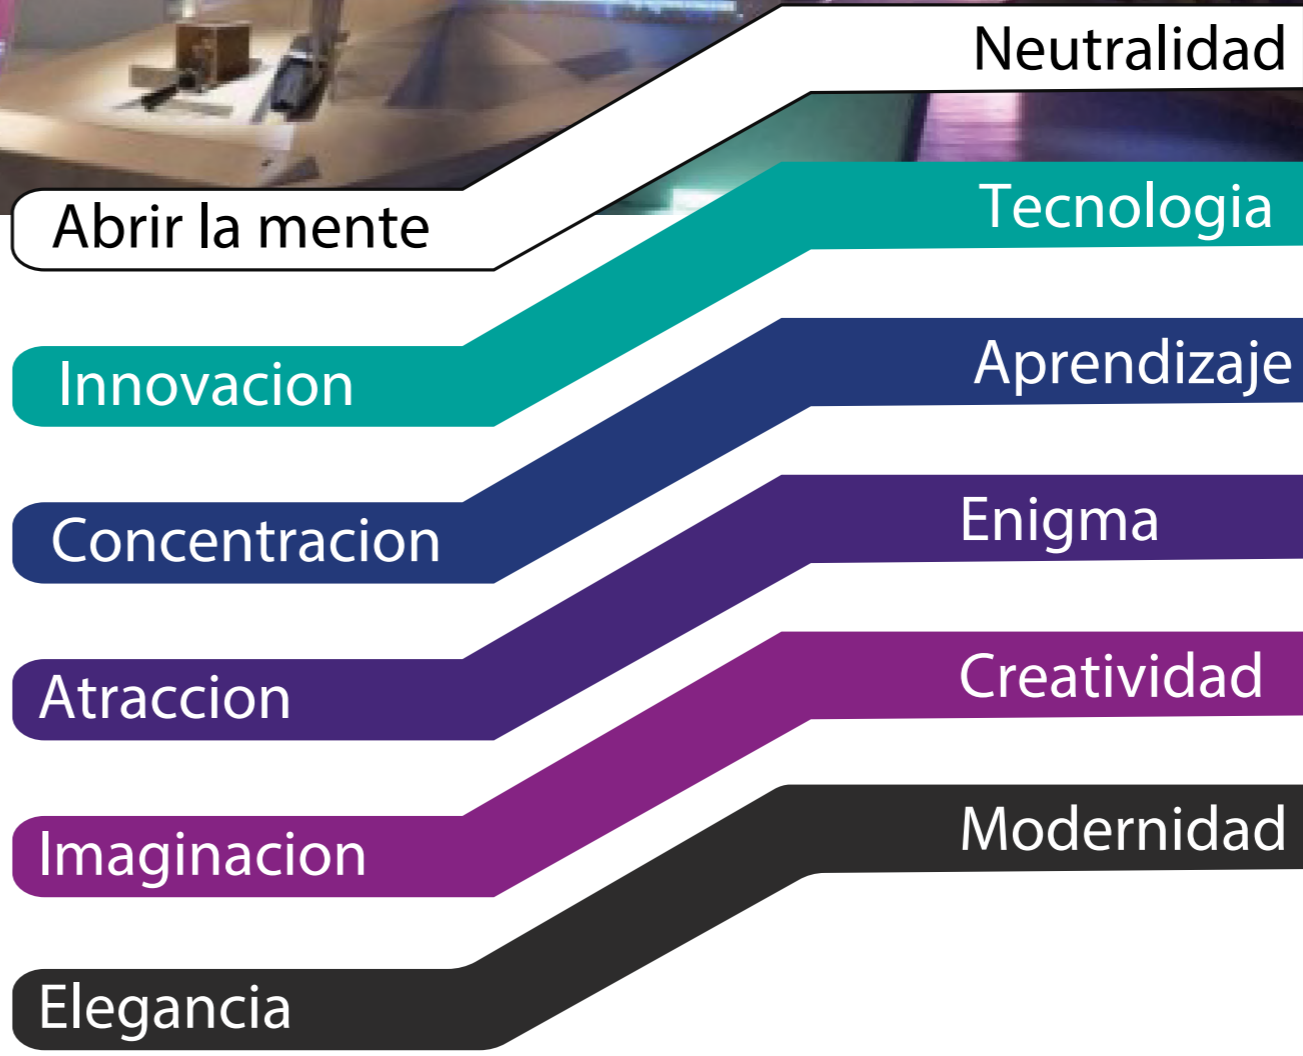 Neutralidad
Abrir la mente
Tecnologia
Innovacion
Aprendizaje
Concentracion
Enigma
Atraccion
Creatividad
Imaginacion
Modernidad
Elegancia